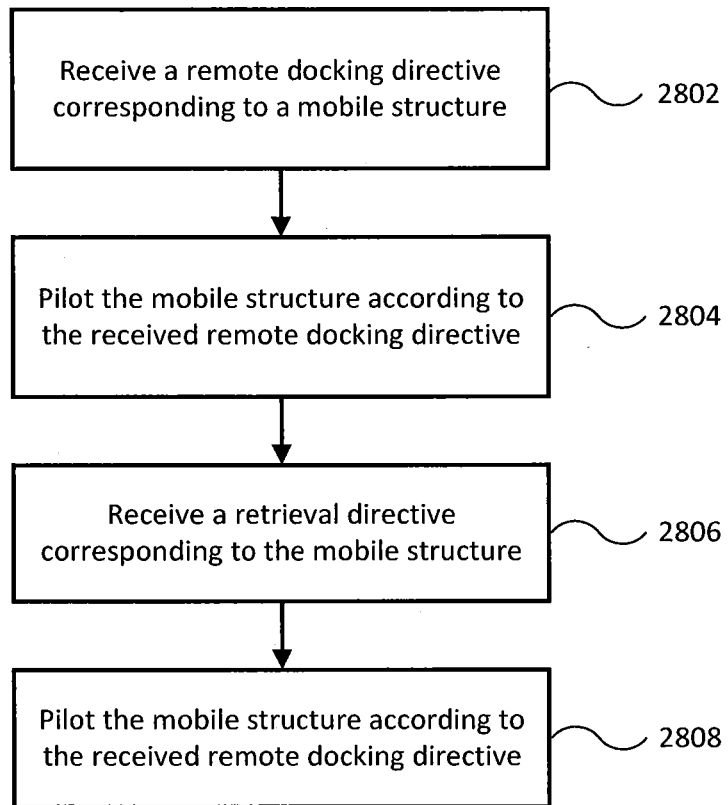 Receive a remote docking directive
corresponding to a mobile structure
2802
Pilot the mobile structure according to
the received remote docking directive
2804
Receive a retrieval directive
corresponding to the mobile structure
2806
Pilot the mobile structure according to
the received remote docking directive
2808